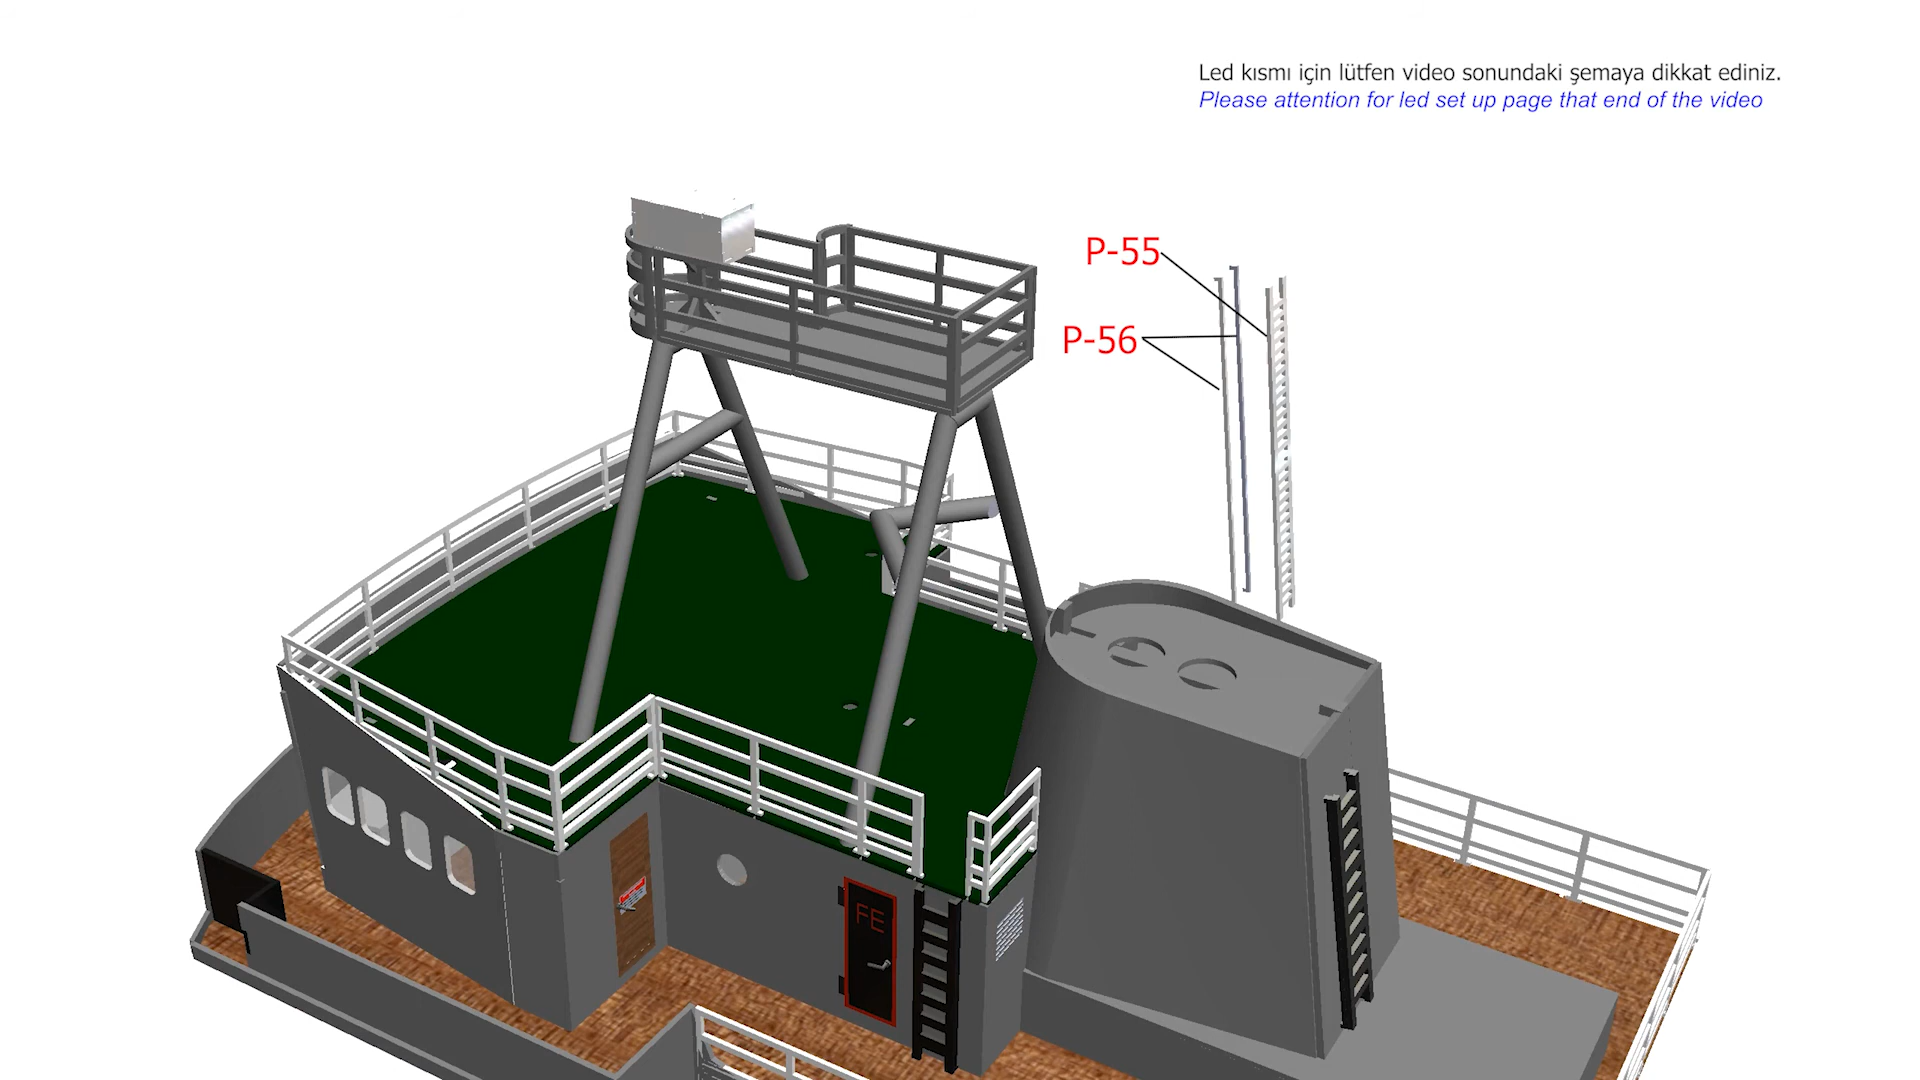 Led kısmı için lütfen video sonundaki şemaya dikkat ediniz.
Please attention for led set up page that end of the video
P-55
P-56
FE